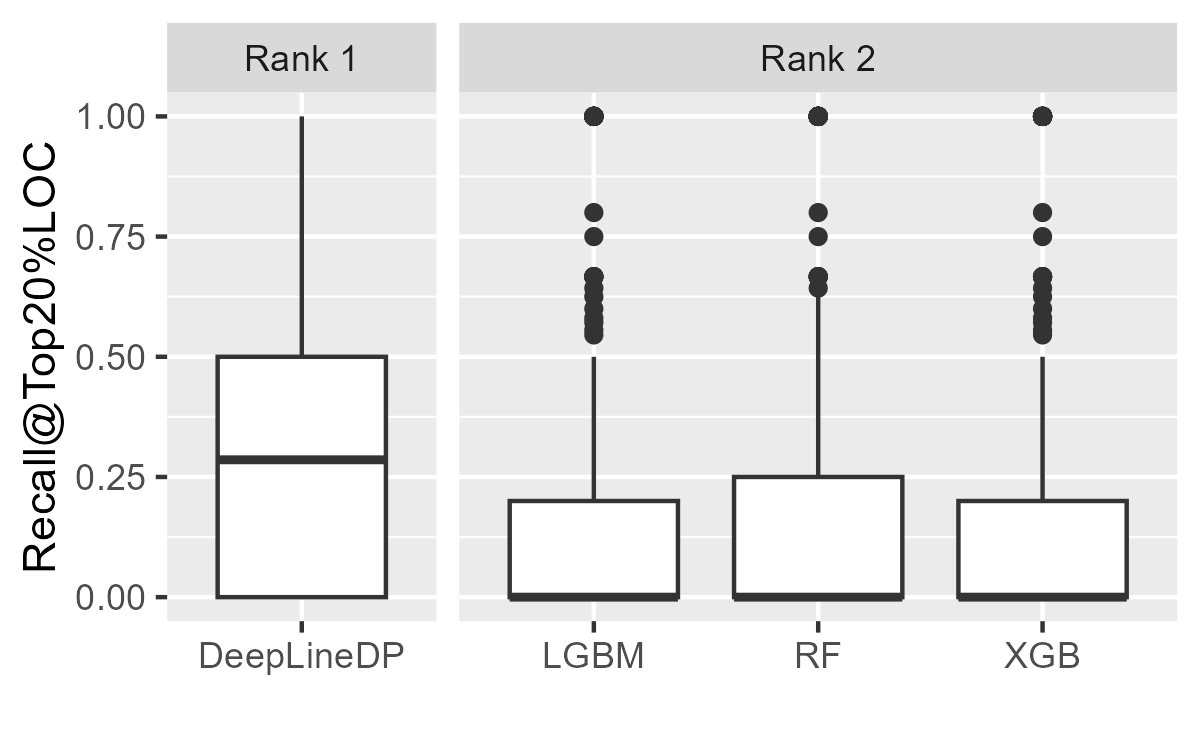 Rank 1
Rank 2
Recall@Top20%LOC
1.00
0.75
0.50
0.25
0.00
DeepLineDP
LGBM
RF
XGB